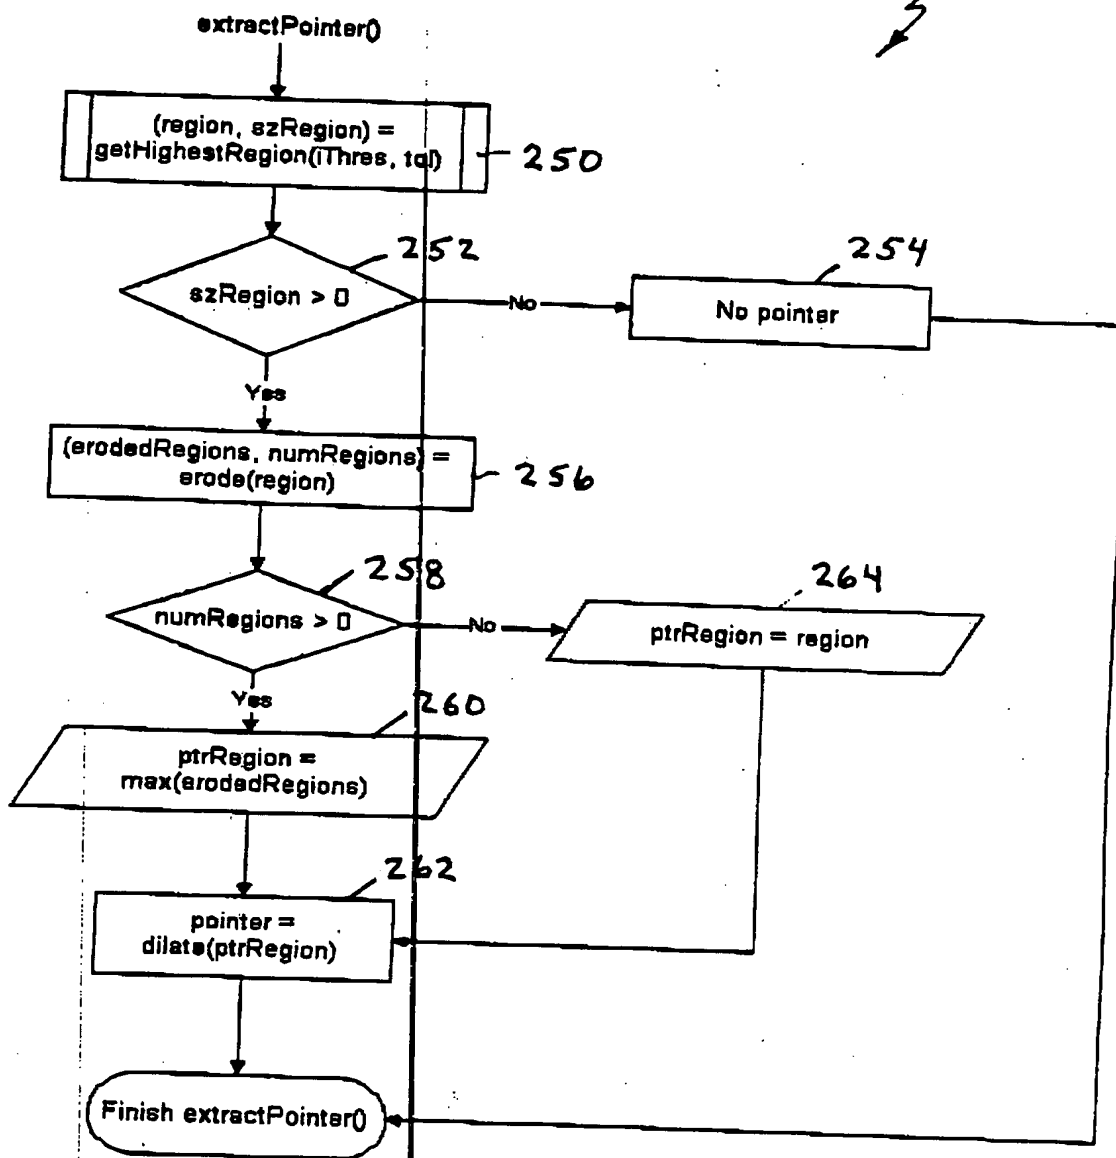 extractPointer()
(region, szRegion) =
getHighestRegion(iThres, tgl)
250
252
szRegion > 0
No
254
No pointer
Yes
(erodedRegions, numRegions) =
erode(region)
256
258
numRegions > 0
No
264
ptrRegion = region
Yes
260
ptrRegion =
max(erodedRegions)
262
pointer =
dilate(ptrRegion)
Finish extractPointer()